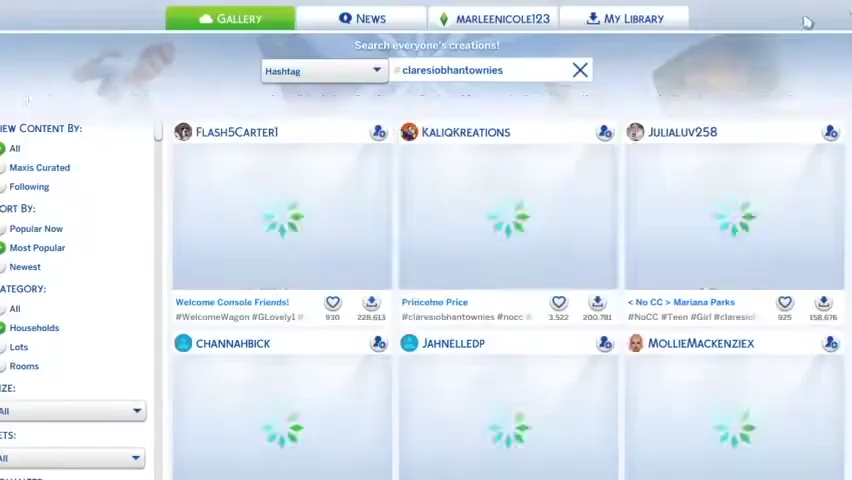 GALLERY
NEWS
MARLEENICOLE123
MY LIBRARY
Search everyone's creations!
Hashtag
#claresiobhantownies
IEW CONTENT BY:
All
Maxis Curated
Following
ORT BY:
Popular Now
Most Popular
Newest
ATEGORY:
All
Households
Lots
Rooms
IZE:
All
ETS:
All
FLASH5CARTER1
KALIQKREATIONS
JULIALUV258
Welcome Console Friends!
930
228,613
#WelcomeWagon #GLovely1 #
Princeine Price
3,522
200,781
#claresiobhantownies #nocc #
< No CC > Mariana Parks
925
158,676
#NoCC #Teen #Girl #claresiol
CHANNAHBICK
JAHNELLEDP
MOLLIEMACKENZIEX